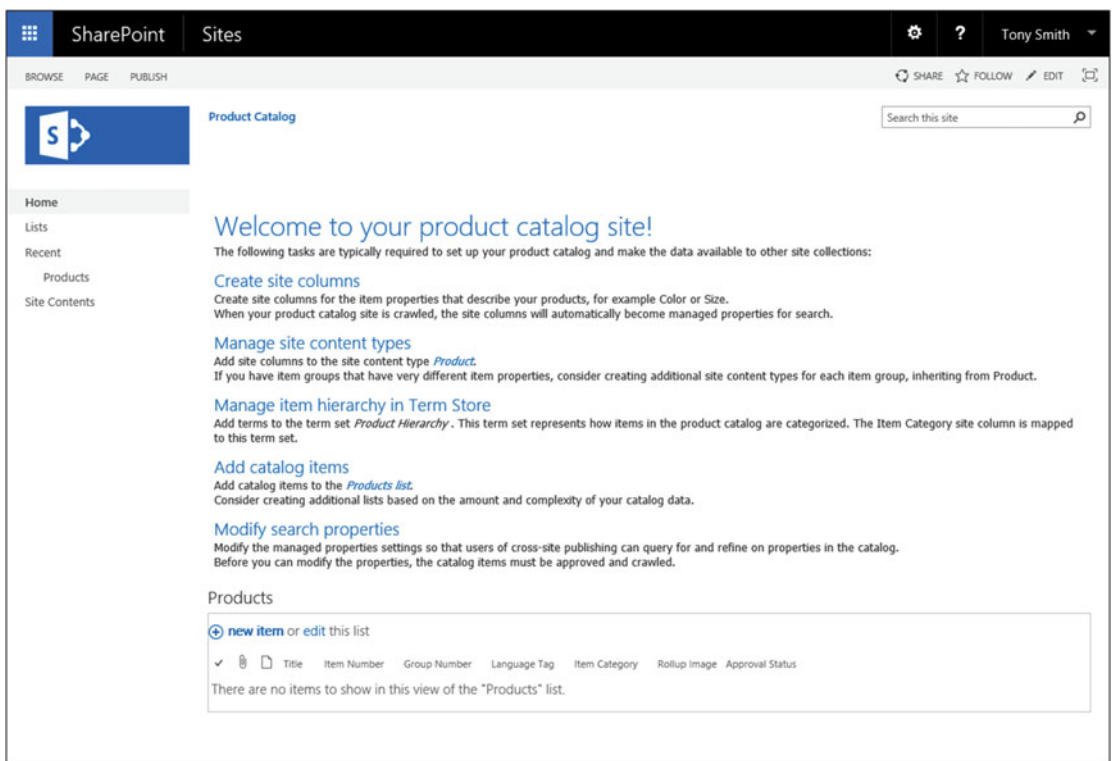 SharePoint Sites ? Tony Smith
BROWSE PAGE PUBLISH SHARE FOLLOW EDIT
S
Product Catalog
Search this site
Home
Lists
Recent
Products
Site Contents
Welcome to your product catalog site!
The following tasks are typically required to set up your product catalog and make the data available to other site collections:
Create site columns
Create site columns for the item properties that describe your products, for example Color or Size.
When your product catalog site is crawled, the site columns will automatically become managed properties for search.
Manage site content types
Add site columns to the site content type Product.
If you have item groups that have very different item properties, consider creating additional site content types for each item group, inheriting from Product.
Manage item hierarchy in Term Store
Add terms to the term set Product Hierarchy . This term set represents how items in the product catalog are categorized. The Item Category site column is mapped
to this term set.
Add catalog items
Add catalog items to the Products list.
Consider creating additional lists based on the amount and complexity of your catalog data.
Modify search properties
Modify the managed properties settings so that users of cross-site publishing can query for and refine on properties in the catalog.
Before you can modify the properties, the catalog items must be approved and crawled.
Products
new item or edit this list
Title Item Number Group Number Language Tag Item Category Rollup Image Approval Status
There are no items to show in this view of the "Products" list.